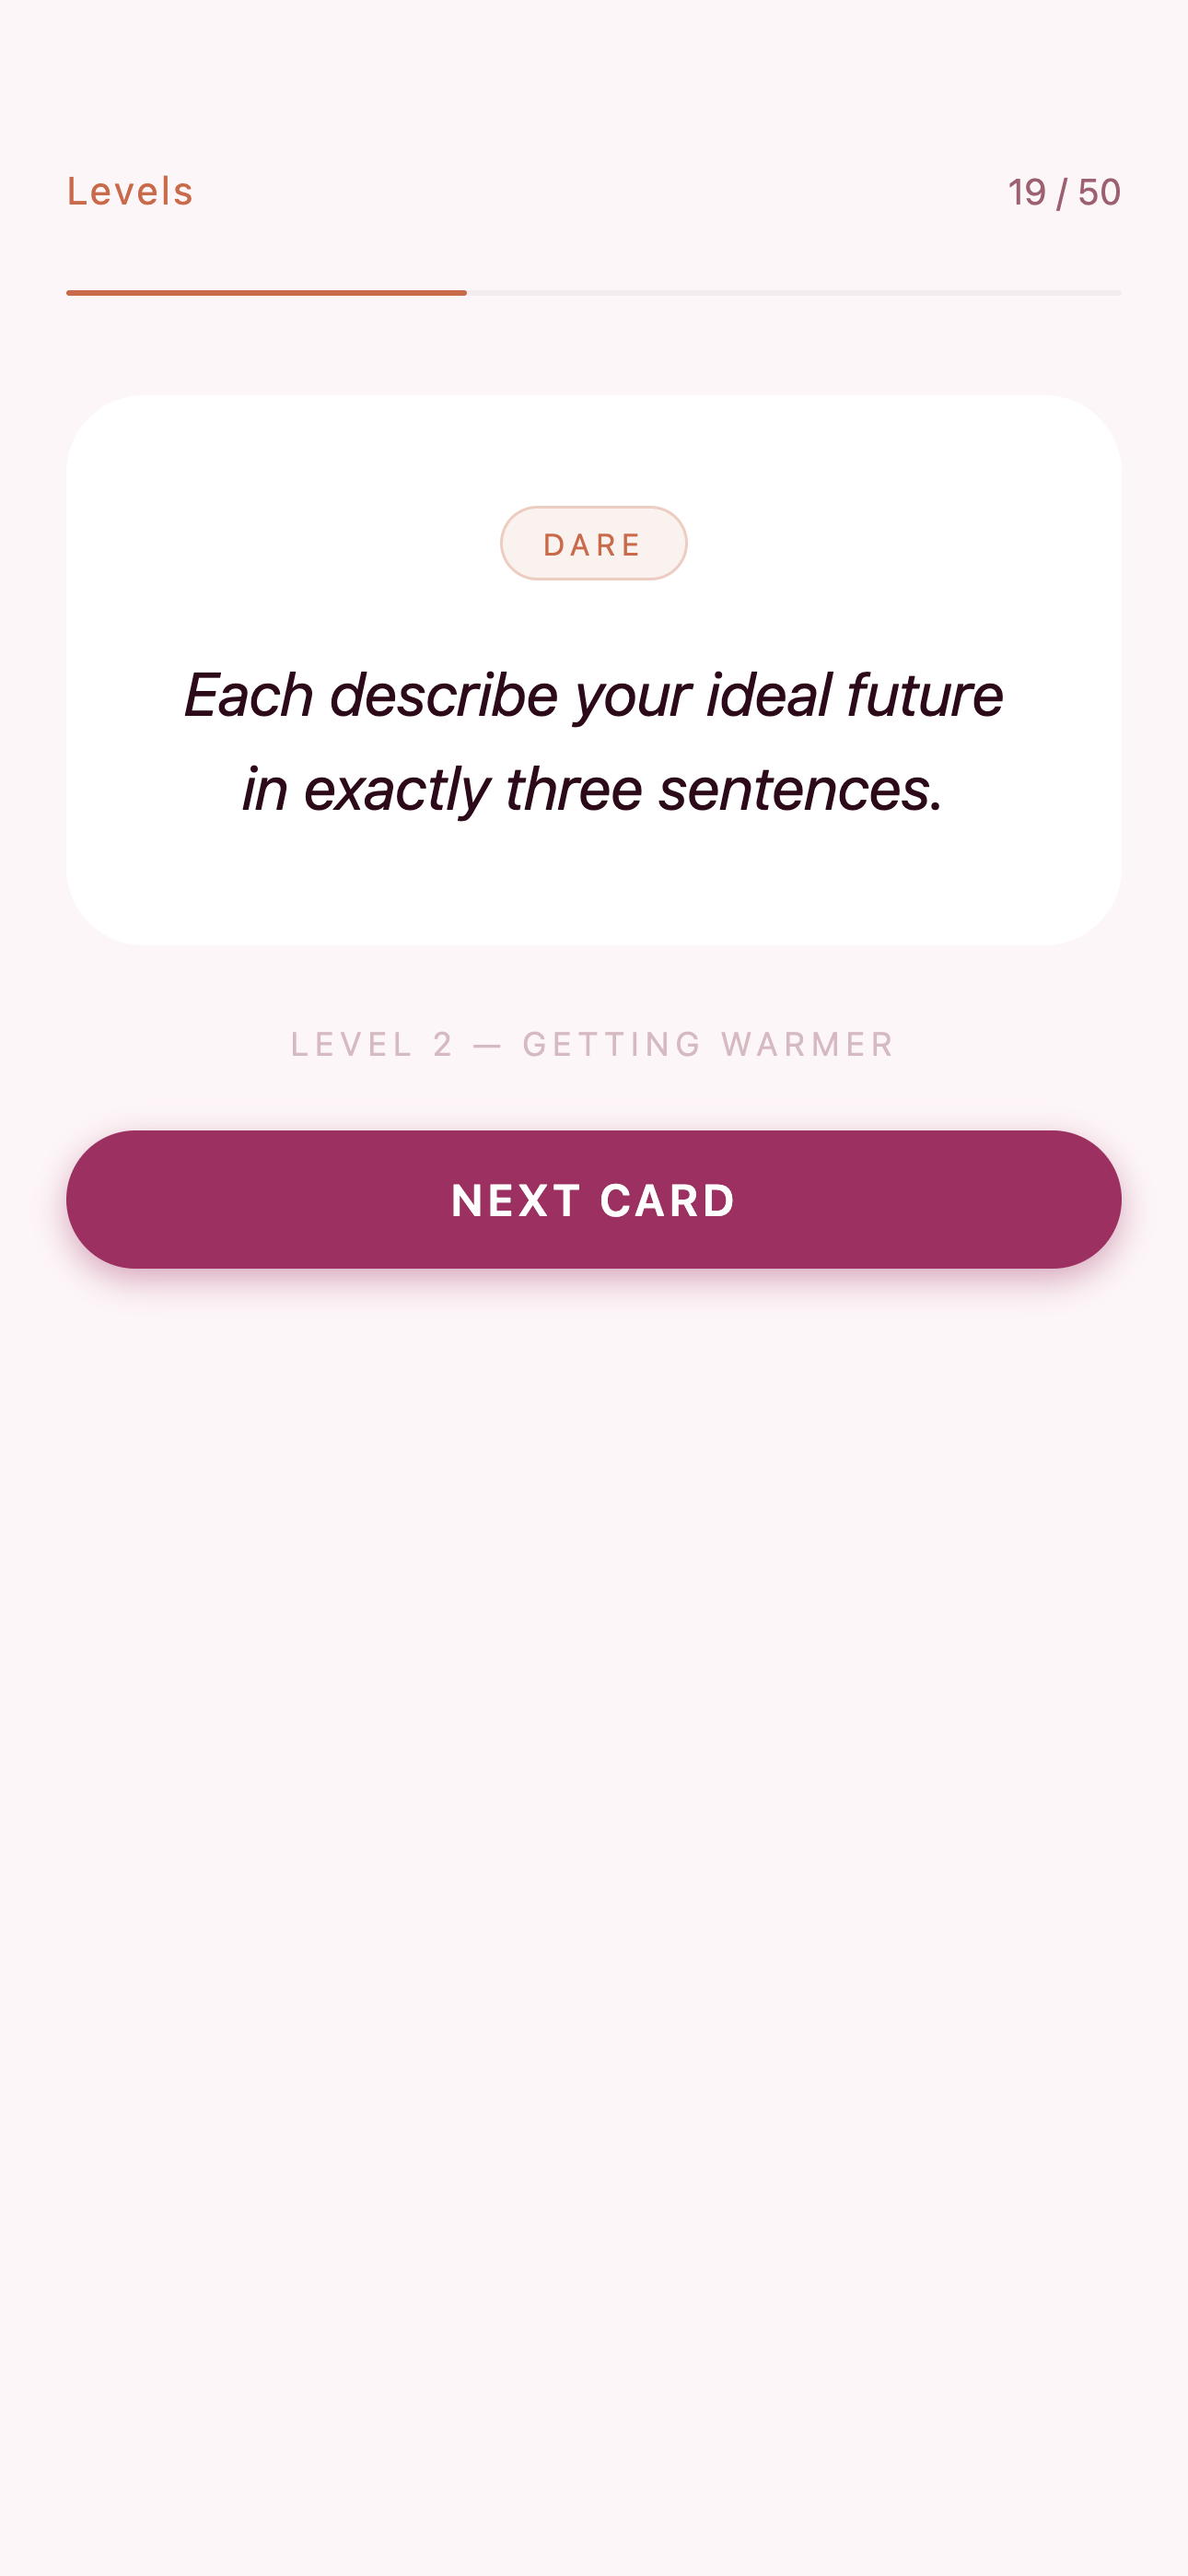 Levels
19 / 50
DARE
Each describe your ideal future
in exactly three sentences.
LEVEL 2 — GETTING WARMER
NEXT CARD